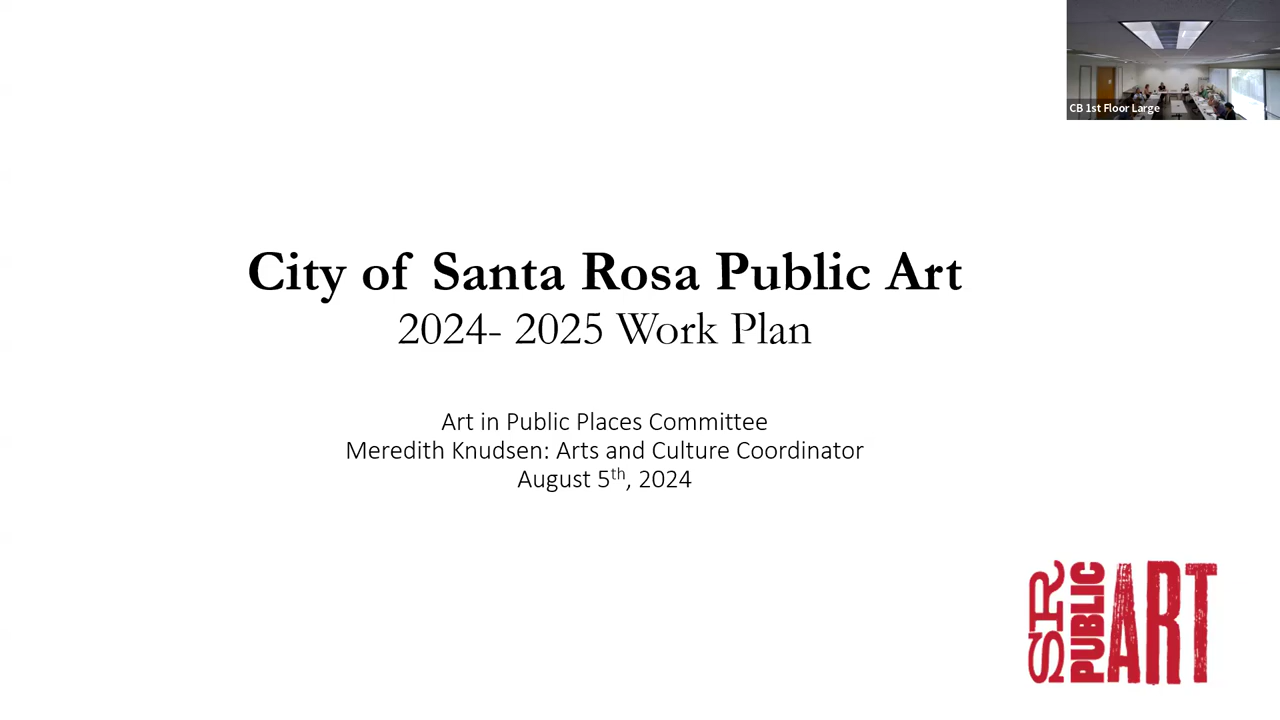 CB 1st Floor Large
City of Santa Rosa Public Art
2024- 2025 Work Plan
Art in Public Places Committee
Meredith Knudsen: Arts and Culture Coordinator
August 5th, 2024
SR
PUBLIC
ART